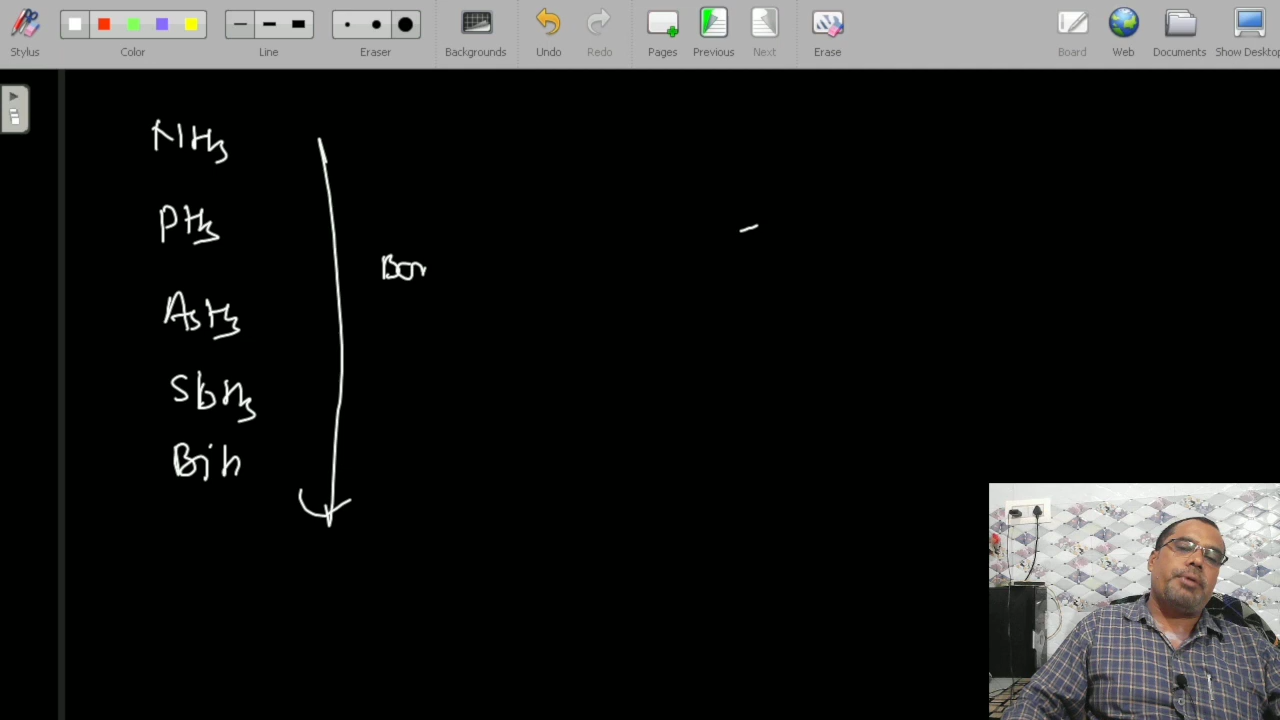 Stylus
Color
Line
Eraser
Backgrounds
Undo
Redo
Pages
Previous
Next
Erase
Board
Web
Documents
Show Desktop
NH3
PH3
Bon
AsH3
SbH3
Bih